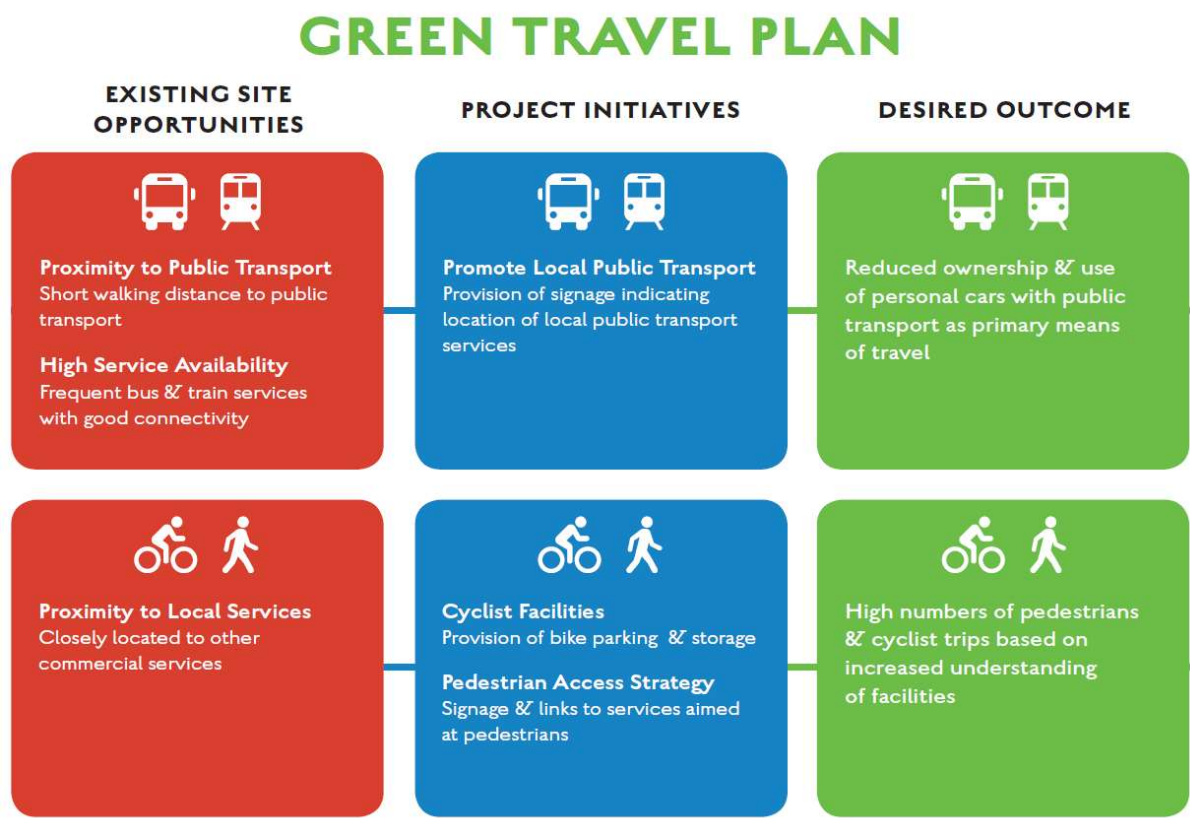 GREEN TRAVEL PLAN
EXISTING SITE
OPPORTUNITIES
PROJECT INITIATIVES
DESIRED OUTCOME
Proximity to Public Transport
Short walking distance to public
transport
High Service Availability
Frequent bus & train services
with good connectivity
Promote Local Public Transport
Provision of signage indicating
location of local public transport
services
Reduced ownership & use
of personal cars with public
transport as primary means
of travel
Proximity to Local Services
Closely located to other
commercial services
Cyclist Facilities
Provision of bike parking & storage
Pedestrian Access Strategy
Signage & links to services aimed
at pedestrians
High numbers of pedestrians
& cyclist trips based on
increased understanding
of facilities